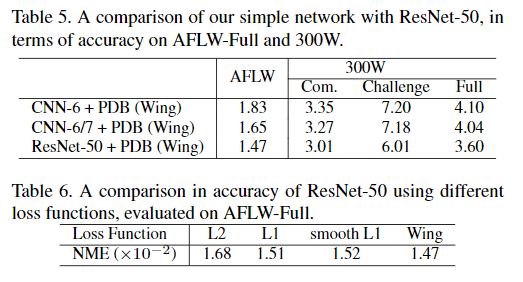 Table 5. A comparison of our simple network with ResNet-50, in
terms of accuracy on AFLW-Full and 300W.
AFLW 300W
Com. Challenge Full
CNN-6 + PDB (Wing) 1.83 3.35 7.20 4.10
CNN-6/7 + PDB (Wing) 1.65 3.27 7.18 4.04
ResNet-50 + PDB (Wing) 1.47 3.01 6.01 3.60
Table 6. A comparison in accuracy of ResNet-50 using different
loss functions, evaluated on AFLW-Full.
Loss Function L2 L1 smooth L1 Wing
NME (×10−2) 1.68 1.51 1.52 1.47